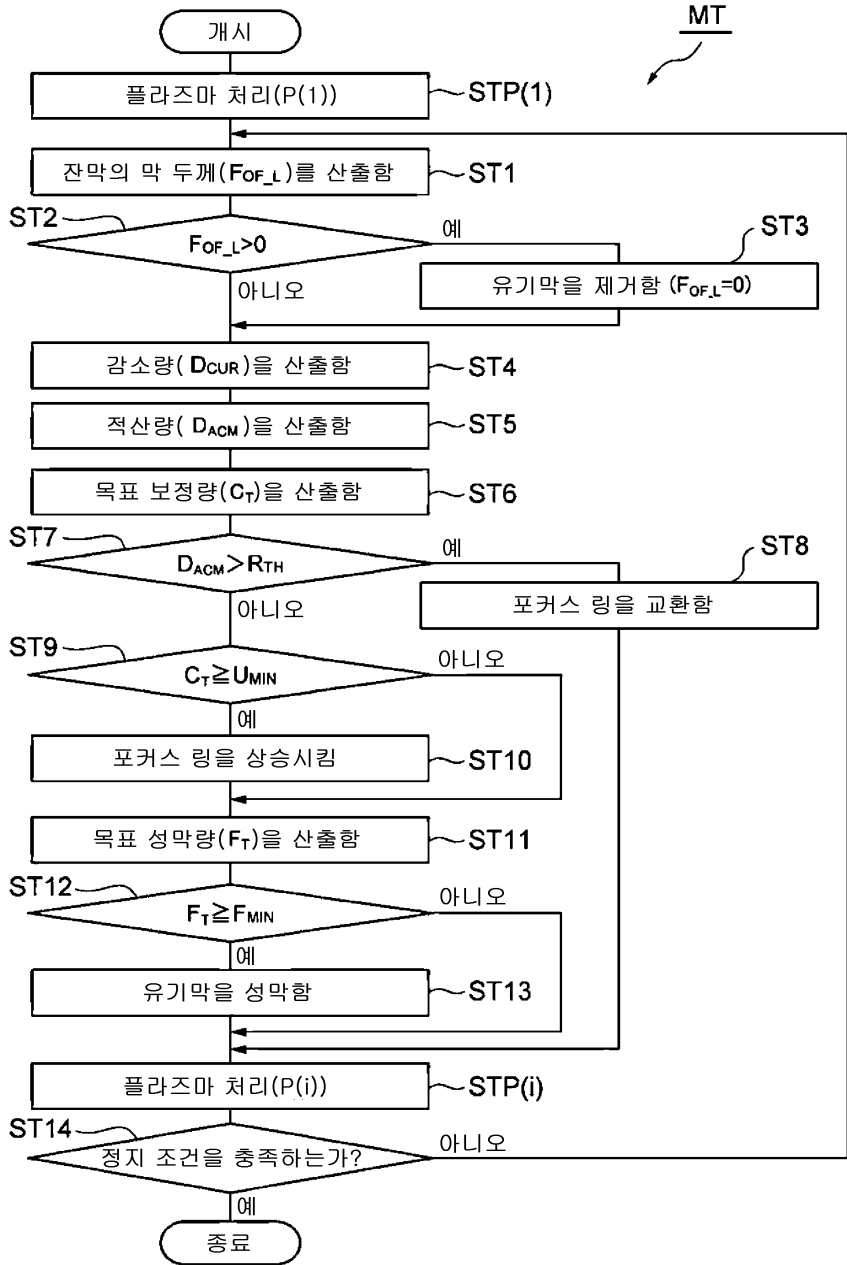 MT
개시
플라즈마 처리(P(1))
STP(1)
잔막의 막 두께(FOF_L)를 산출함
ST1
ST2
FOF_L>0
예
아니오
ST3
유기막을 제거함 (FOF_L=0)
감소량(DCUR)을 산출함
ST4
적산량(DACM)을 산출함
ST5
목표 보정량(CT)을 산출함
ST6
ST7
DACM>RTH
예
아니오
ST8
포커스 링을 교환함
ST9
CT≧UMIN
아니오
예
포커스 링을 상승시킴
ST10
목표 성막량(FT)을 산출함
ST11
ST12
FT≧FMIN
아니오
예
유기막을 성막함
ST13
플라즈마 처리(P(i))
STP(i)
ST14
정지 조건을 충족하는가?
아니오
예
종료